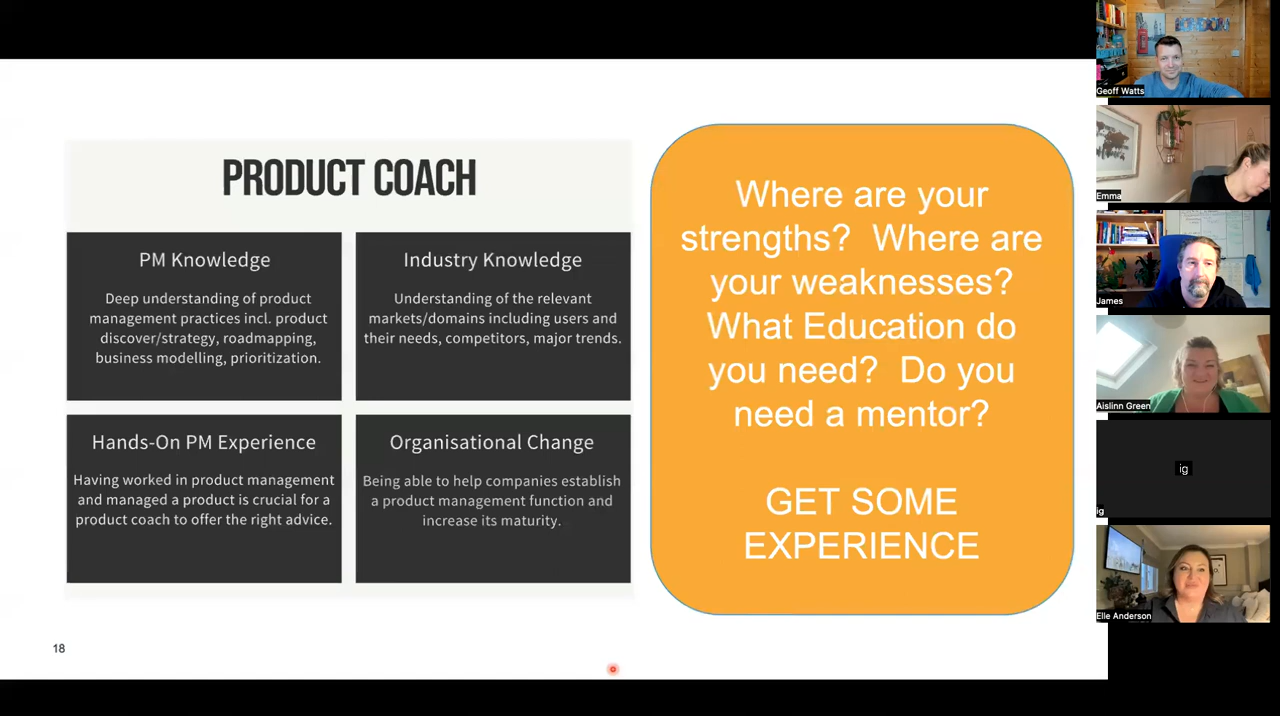 PRODUCT COACH
PM Knowledge
Deep understanding of product
management practices incl. product
discover/strategy, roadmapping,
business modelling, prioritization.
Industry Knowledge
Understanding of the relevant
markets/domains including users and
their needs, competitors, major trends.
Hands-On PM Experience
Having worked in product management
and managed a product is crucial for a
product coach to offer the right advice.
Organisational Change
Being able to help companies establish
a product management function and
increase its maturity.
Where are your
strengths? Where are
your weaknesses?
What Education do
you need? Do you
need a mentor?
GET SOME
EXPERIENCE
18
LONDON
Geoff Watts
Emma
James
Aislinn Green
ig
ig
Elle Anderson